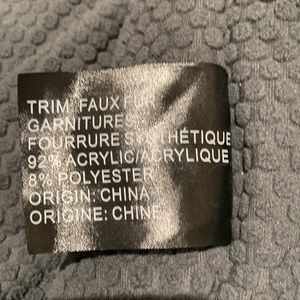 TRIM: FAUX FUR
GARNITURES:
FOURRURE SYNTHÉTIQUE
92% ACRYLIC/ACRYLIQUE
8% POLYESTER
ORIGIN: CHINA
ORIGINE: CHINE